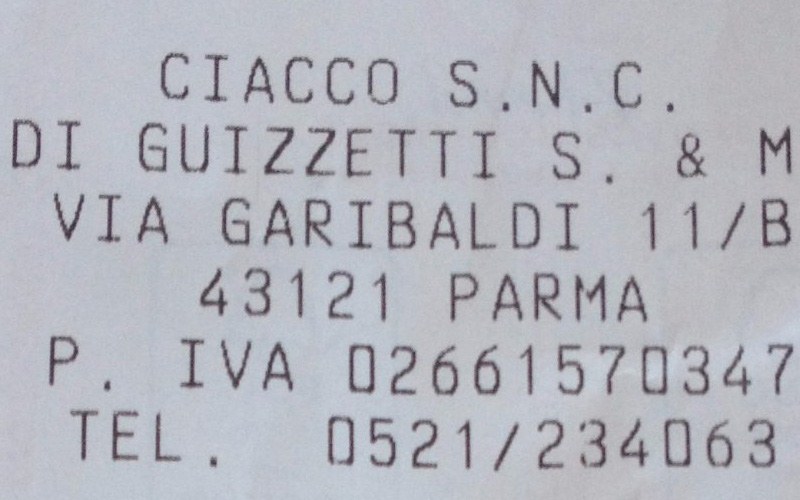 CIACCO S.N.C.
DI GUIZZETTI S. & M
VIA GARIBALDI 11/B
43121 PARMA
P. IVA 02661570347
TEL. 0521/234063